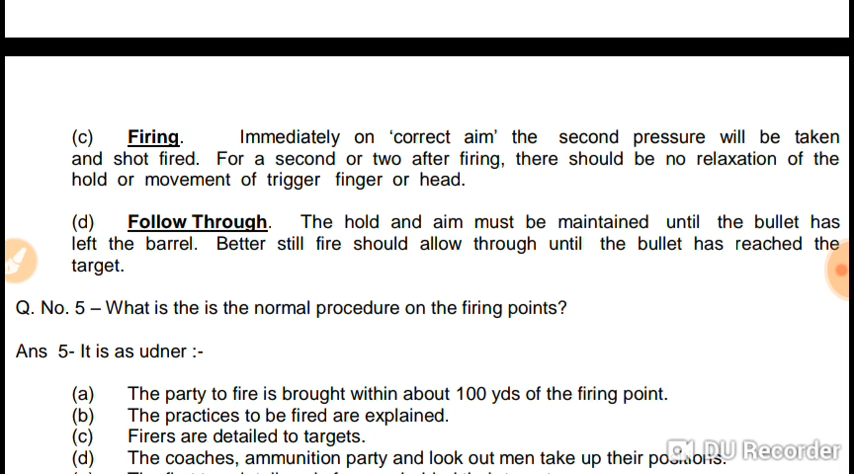 (c) Firing. Immediately on ‘correct aim’ the second pressure will be taken
and shot fired. For a second or two after firing, there should be no relaxation of the
hold or movement of trigger finger or head.
(d) Follow Through. The hold and aim must be maintained until the bullet has
left the barrel. Better still fire should allow through until the bullet has reached the
target.
Q. No. 5 – What is the is the normal procedure on the firing points?
Ans 5- It is as udner :-
(a) The party to fire is brought within about 100 yds of the firing point.
(b) The practices to be fired are explained.
(c) Firers are detailed to targets.
(d) The coaches, ammunition party and look out men take up their positions.
DU Recorder